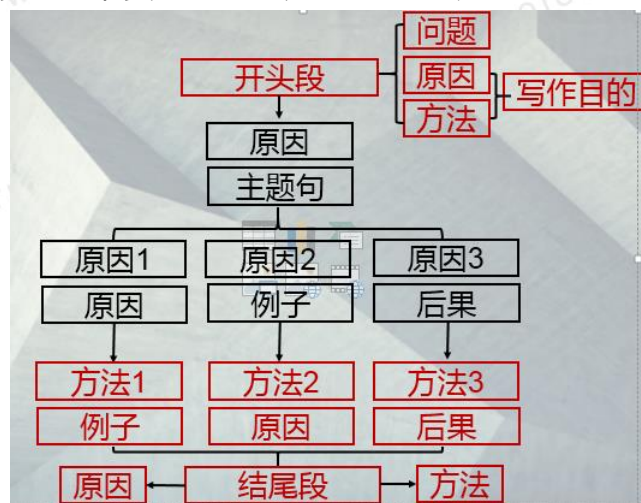 问题
开头段
原因
写作目的
方法
原因
主题句
原因1 原因2 原因3
原因 例子 后果
方法1 方法2 方法3
例子 原因 后果
原因 结尾段 方法